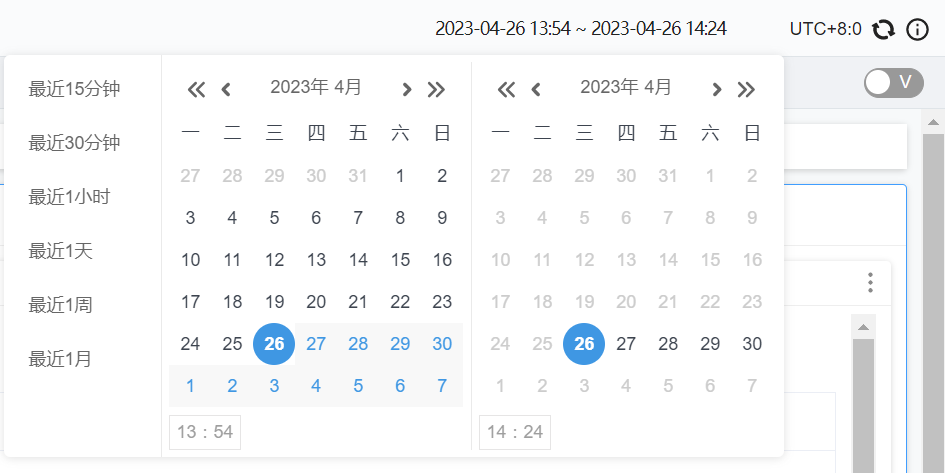 2023-04-26 13:54 ~ 2023-04-26 14:24 UTC+8:0
V
最近15分钟
最近30分钟
最近1小时
最近1天
最近1周
最近1月
2023年 4月
一 二 三 四 五 六 日
27 28 29 30 31 1 2
3 4 5 6 7 8 9
10 11 12 13 14 15 16
17 18 19 20 21 22 23
24 25 26 27 28 29 30
1 2 3 4 5 6 7
13 : 54
2023年 4月
一 二 三 四 五 六 日
27 28 29 30 31 1 2
3 4 5 6 7 8 9
10 11 12 13 14 15 16
17 18 19 20 21 22 23
24 25 26 27 28 29 30
1 2 3 4 5 6 7
14 : 24